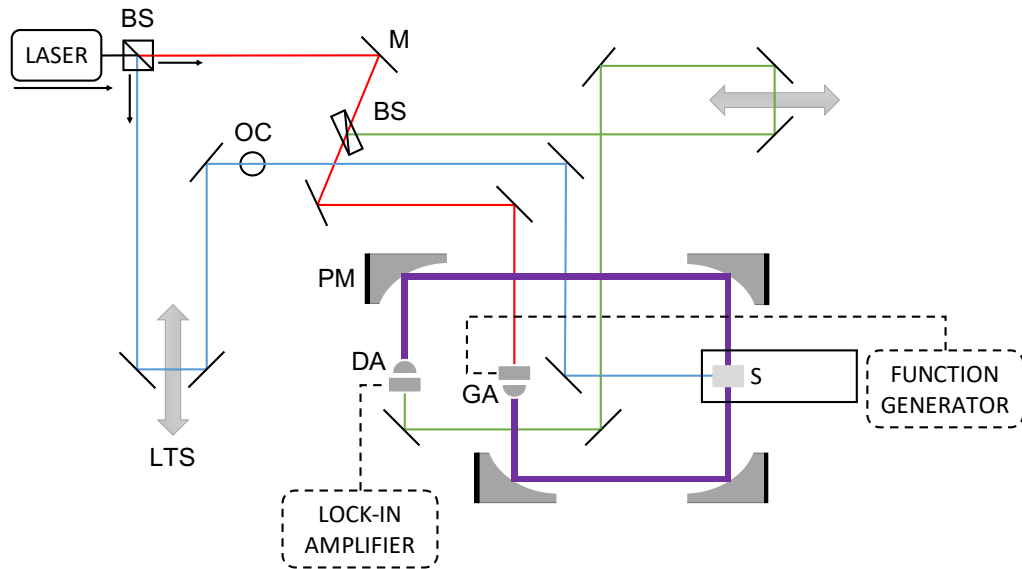 BS
LASER
M
BS
OC
PM
DA
GA
S
FUNCTION
GENERATOR
LTS
LOCK-IN
AMPLIFIER